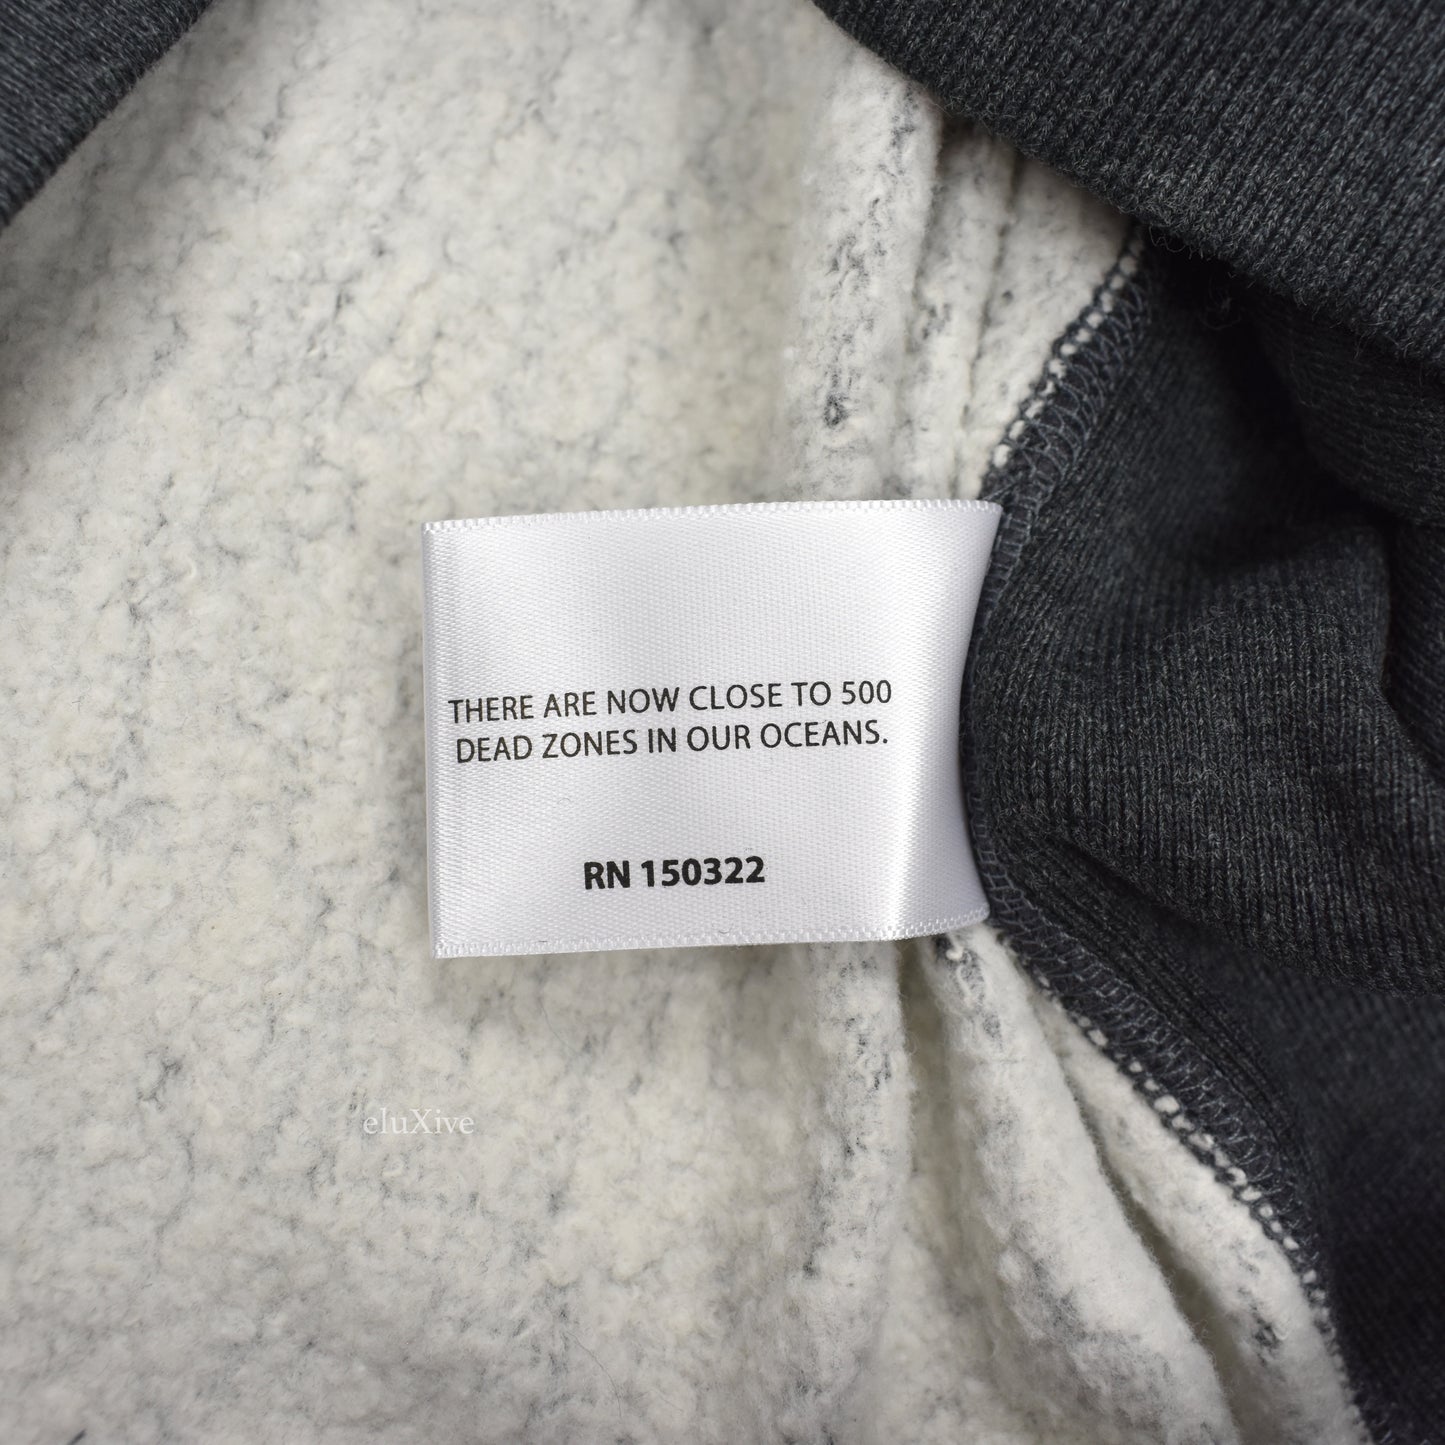 THERE ARE NOW CLOSE TO 500
DEAD ZONES IN OUR OCEANS.
RN 150322
eluXive